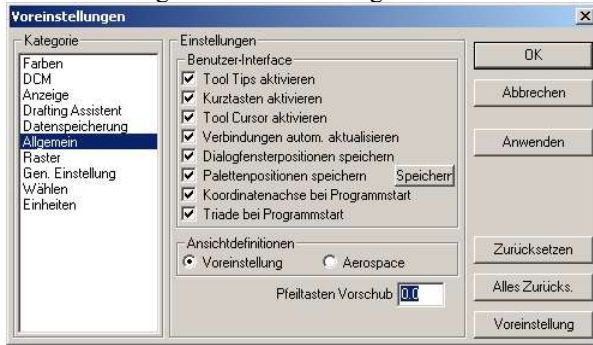 Voreinstellungen
Kategorie
Farben
DCM
Anzeige
Drafting Assistent
Datenspeicherung
Allgemein
Raster
Gen. Einstellung
Wählen
Einheiten
Einstellungen
Benutzer-Interface
Tool Tips aktivieren
Kurztasten aktivieren
Tool Cursor aktivieren
Verbindungen autom. aktualisieren
Dialogfensterpositionen speichern
Palettenpositionen speichern Speicherr
Koordinatenachse bei Programmstart
Triade bei Programmstart
Ansichtdefinitionen
Voreinstellung Aerospace
Pfeiltasten Vorschub 0.0
OK
Abbrechen
Anwenden
Zurücksetzen
Alles Zurücks.
Voreinstellung